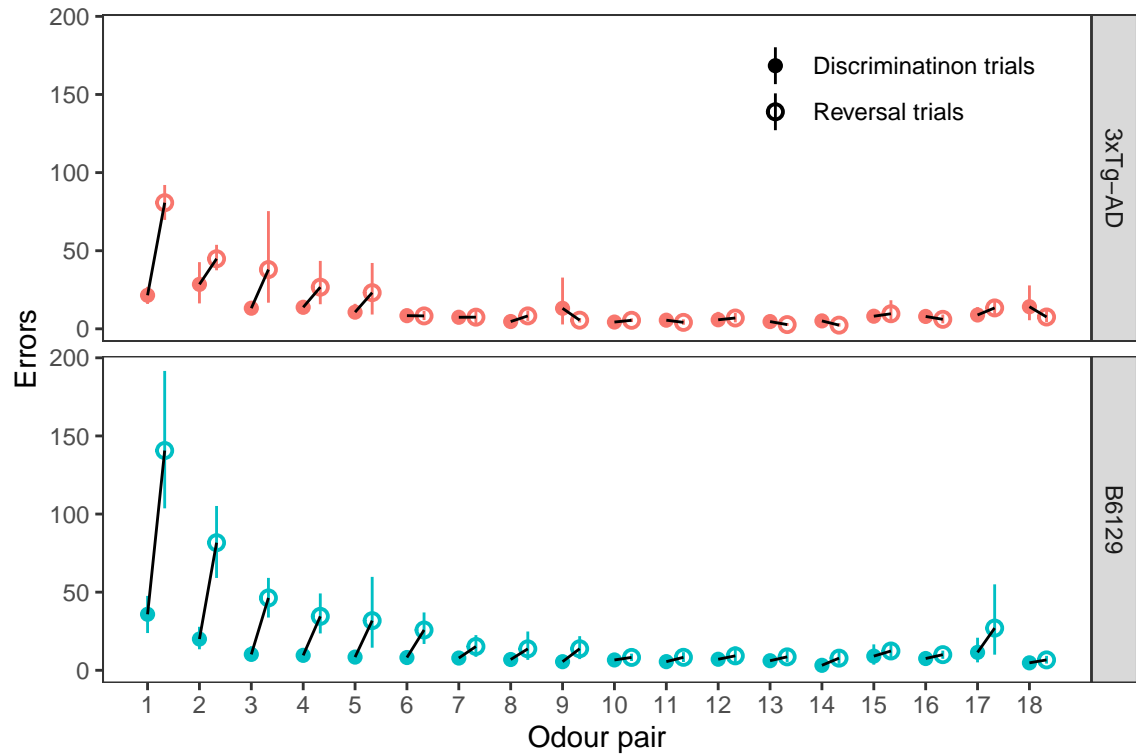 200
150
100
50
0
Discriminatinon trials
Reversal trials
3xTg−AD
Errors
200
150
100
50
0
B6129
1 2 3 4 5 6 7 8 9 10 11 12 13 14 15 16 17 18
Odour pair